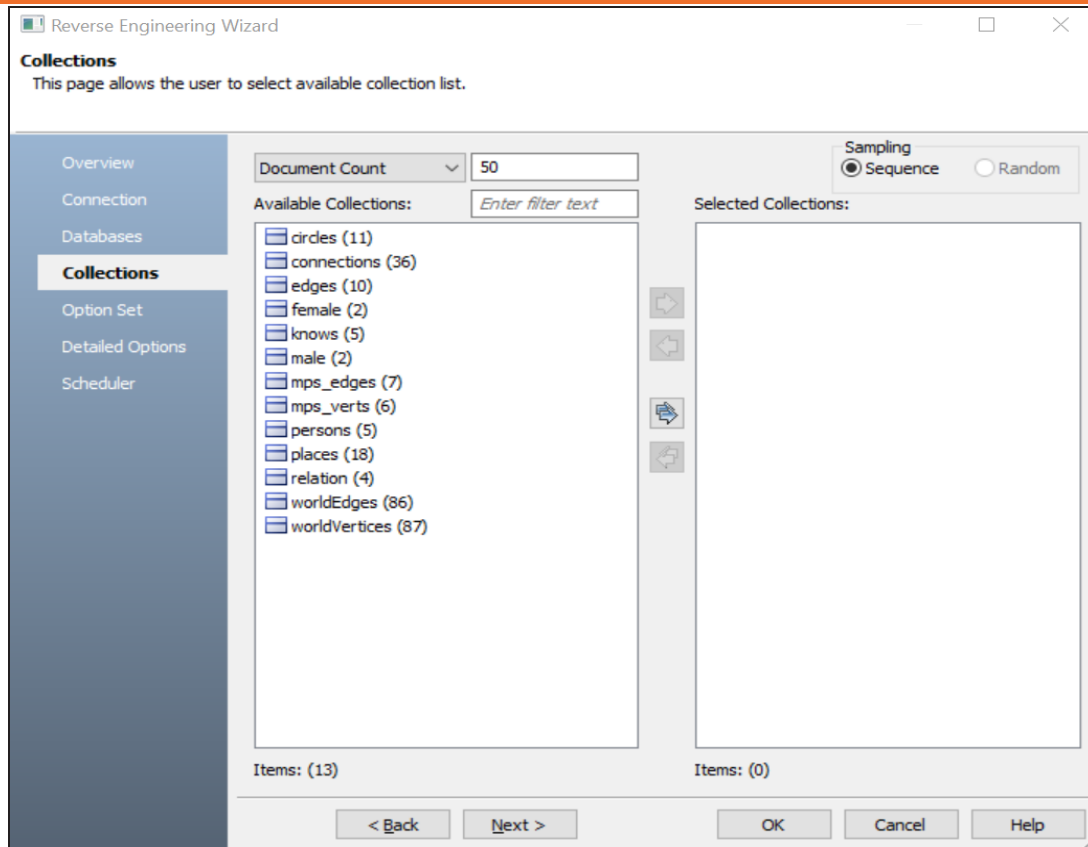 Reverse Engineering Wizard
Collections
This page allows the user to select available collection list.
Overview
Connection
Databases
Collections
Option Set
Detailed Options
Scheduler
Document Count 50
Sampling
Sequence Random
Available Collections: Enter filter text Selected Collections:
circles (11)
connections (36)
edges (10)
female (2)
knows (5)
male (2)
mps_edges (7)
mps_verts (6)
persons (5)
places (18)
relation (4)
worldEdges (86)
worldVertices (87)
Items: (13) Items: (0)
< Back Next > OK Cancel Help